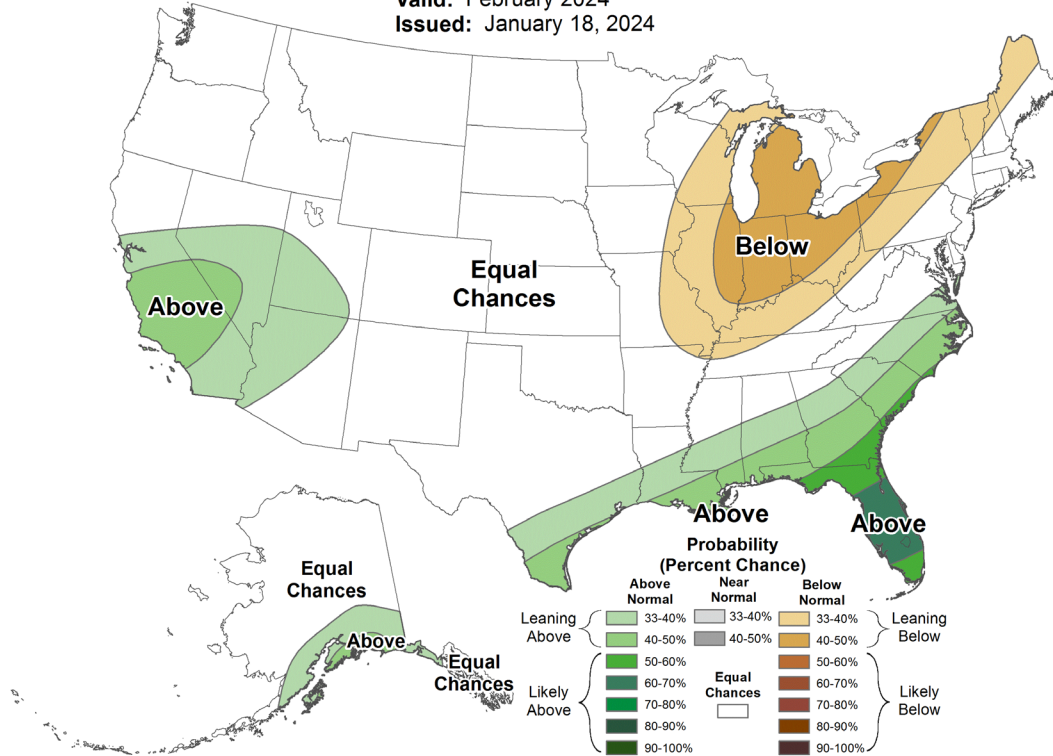 Valid: February 2024
Issued: January 18, 2024
Below
Equal
Chances
Above
Above
Above
Equal
Chances
Above
Equal
Chances
Probability
(Percent Chance)
Above
Normal
Near
Normal
Below
Normal
Leaning
Above
33-40%
40-50%
33-40%
40-50%
33-40%
40-50%
Leaning
Below
Likely
Above
50-60%
60-70%
70-80%
80-90%
90-100%
Equal
Chances
50-60%
60-70%
70-80%
80-90%
90-100%
Likely
Below